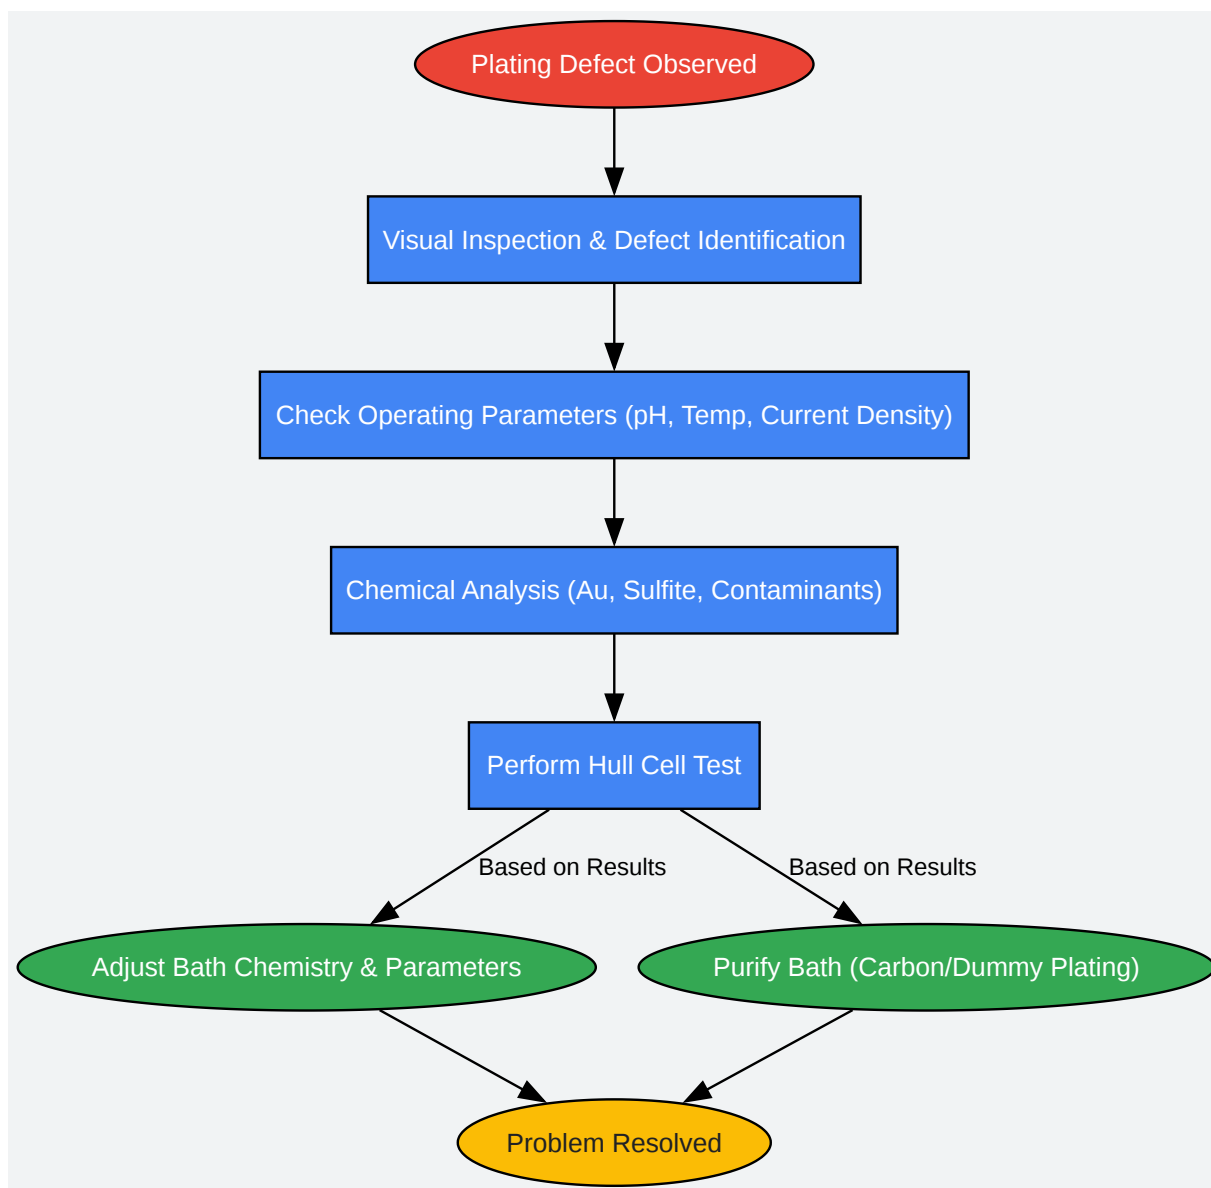 Plating Defect Observed
Visual Inspection & Defect Identification
Check Operating Parameters (pH, Temp, Current Density)
Chemical Analysis (Au, Sulfite, Contaminants)
Perform Hull Cell Test
Based on Results
Based on Results
Adjust Bath Chemistry & Parameters
Purify Bath (Carbon/Dummy Plating)
Problem Resolved